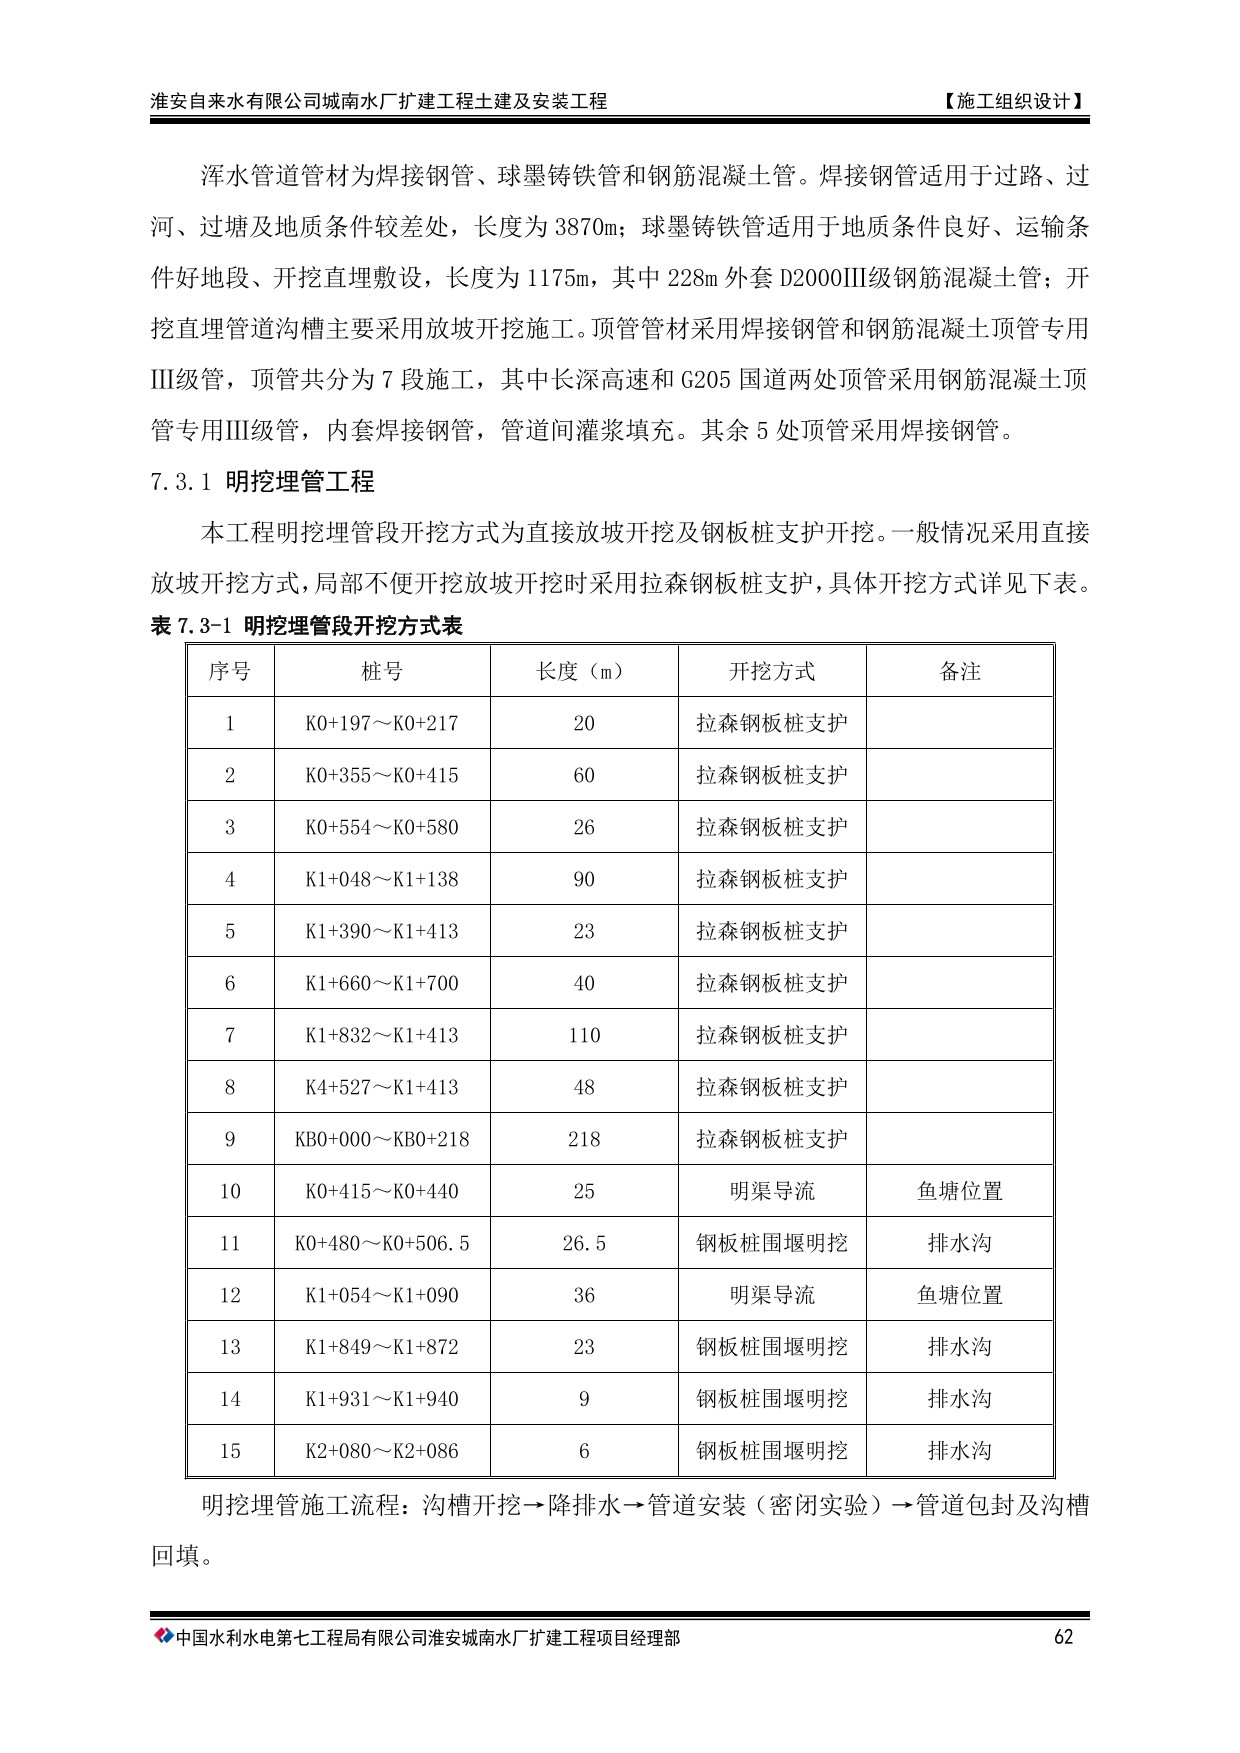 淮安自来水有限公司城南水厂扩建工程土建及安装工程 【施工组织设计】
浑水管道管材为焊接钢管、球墨铸铁管和钢筋混凝土管。焊接钢管适用于过路、过
河、过塘及地质条件较差处，长度为 3870m；球墨铸铁管适用于地质条件良好、运输条
件好地段、开挖直埋敷设，长度为 1175m，其中 228m 外套 D2000Ⅲ级钢筋混凝土管；开
挖直埋管道沟槽主要采用放坡开挖施工。顶管管材采用焊接钢管和钢筋混凝土顶管专用
Ⅲ级管，顶管共分为 7 段施工，其中长深高速和 G205 国道两处顶管采用钢筋混凝土顶
管专用Ⅲ级管，内套焊接钢管，管道间灌浆填充。其余 5 处顶管采用焊接钢管。
7.3.1 明挖埋管工程
本工程明挖埋管段开挖方式为直接放坡开挖及钢板桩支护开挖。一般情况采用直接
放坡开挖方式，局部不便开挖放坡开挖时采用拉森钢板桩支护，具体开挖方式详见下表。
表 7.3-1 明挖埋管段开挖方式表
序号 桩号 长度（m） 开挖方式 备注
1 K0+197～K0+217 20 拉森钢板桩支护
2 K0+355～K0+415 60 拉森钢板桩支护
3 K0+554～K0+580 26 拉森钢板桩支护
4 K1+048～K1+138 90 拉森钢板桩支护
5 K1+390～K1+413 23 拉森钢板桩支护
6 K1+660～K1+700 40 拉森钢板桩支护
7 K1+832～K1+413 110 拉森钢板桩支护
8 K4+527～K1+413 48 拉森钢板桩支护
9 KB0+000～KB0+218 218 拉森钢板桩支护
10 K0+415～K0+440 25 明渠导流 鱼塘位置
11 K0+480～K0+506.5 26.5 钢板桩围堰明挖 排水沟
12 K1+054～K1+090 36 明渠导流 鱼塘位置
13 K1+849～K1+872 23 钢板桩围堰明挖 排水沟
14 K1+931～K1+940 9 钢板桩围堰明挖 排水沟
15 K2+080～K2+086 6 钢板桩围堰明挖 排水沟
明挖埋管施工流程：沟槽开挖→降排水→管道安装（密闭实验）→管道包封及沟槽
回填。
中国水利水电第七工程局有限公司淮安城南水厂扩建工程项目经理部 62